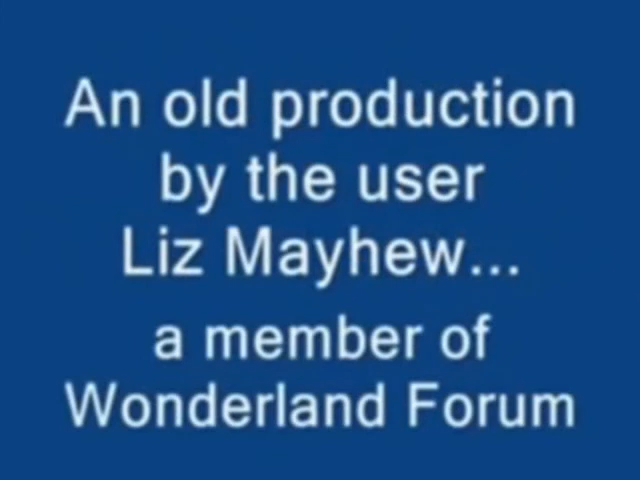 An old production
by the user
Liz Mayhew...
a member of
Wonderland Forum